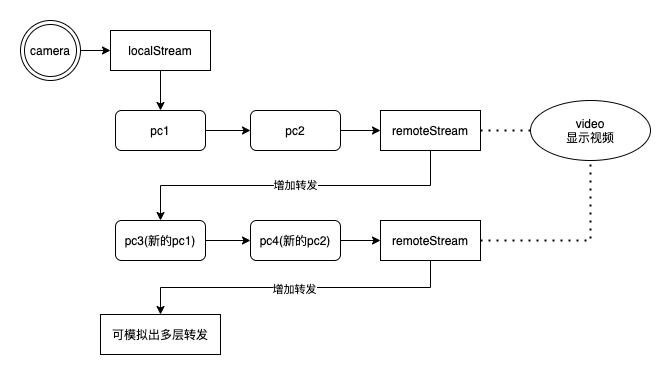 camera
localStream
pc1
pc2
remoteStream
video
显示视频
增加转发
pc3(新的pc1)
pc4(新的pc2)
remoteStream
增加转发
可模拟出多层转发